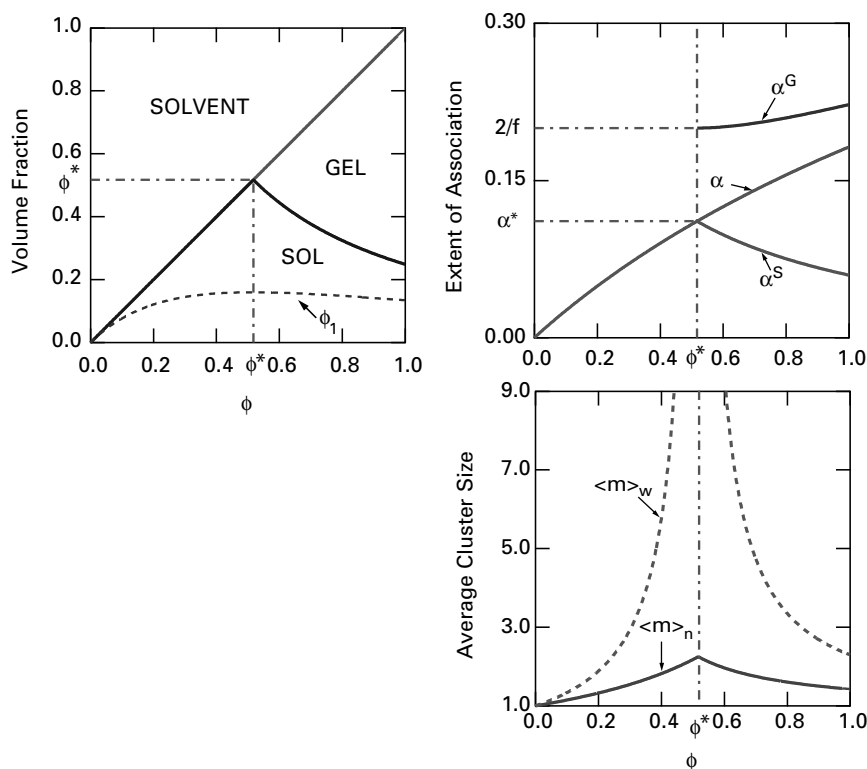 1.0
0.8
0.6
ϕ*
0.4
0.2
0.0
0.0 0.2 0.4 ϕ* 0.6 0.8 1.0
ϕ
Volume Fraction
SOLVENT
GEL
SOL
ϕ₁
0.30
2/f
0.15
α*
0.00
0.0 0.2 0.4 ϕ* 0.6 0.8 1.0
Extent of Association
αᴳ
α
αˢ
9.0
7.0
5.0
3.0
1.0
0.0 0.2 0.4 ϕ* 0.6 0.8 1.0
ϕ
Average Cluster Size
<m>w
<m>n